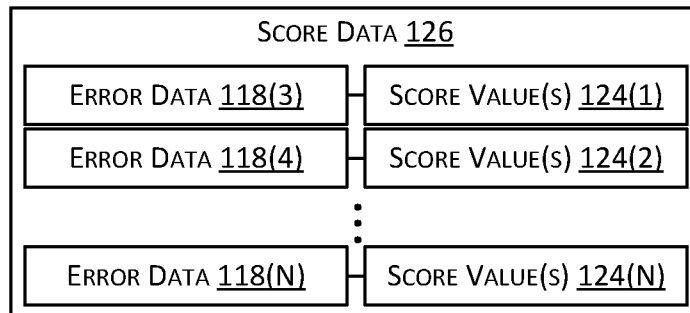 SCORE DATA 126
ERROR DATA 118(3) SCORE VALUE(S) 124(1)
ERROR DATA 118(4) SCORE VALUE(S) 124(2)
ERROR DATA 118(N) SCORE VALUE(S) 124(N)